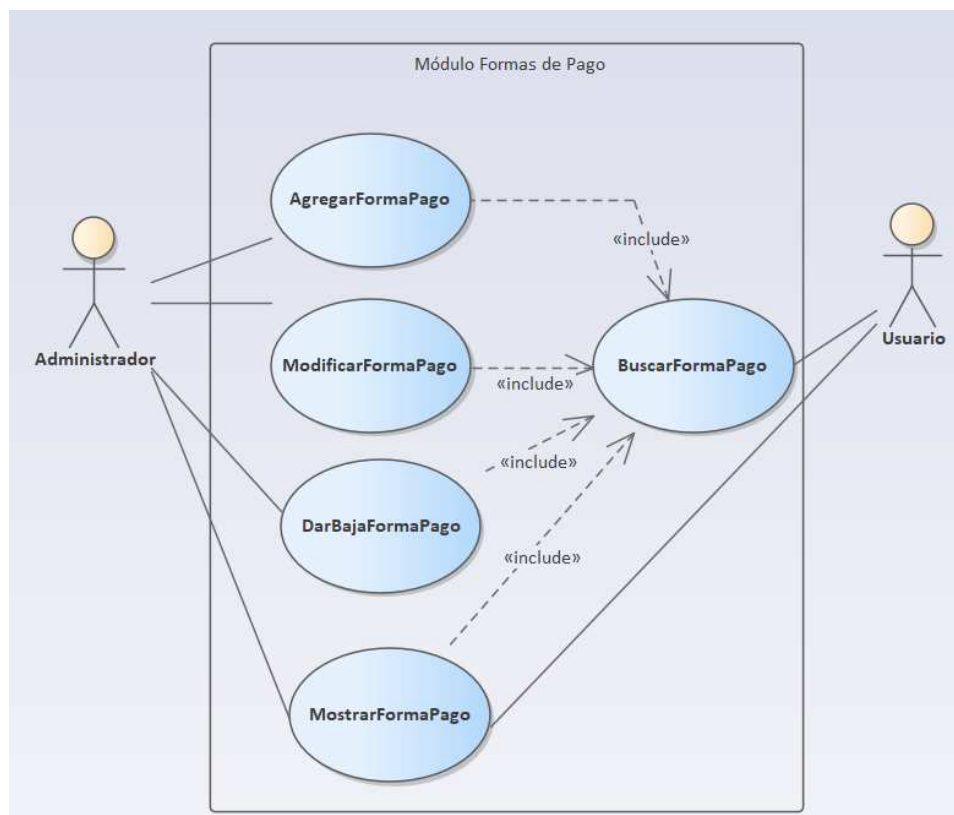 Módulo Formas de Pago
AgregarFormaPago
«include»
Administrador
Usuario
ModificarFormaPago
BuscarFormaPago
«include»
«include»
DarBajaFormaPago
«include»
MostrarFormaPago